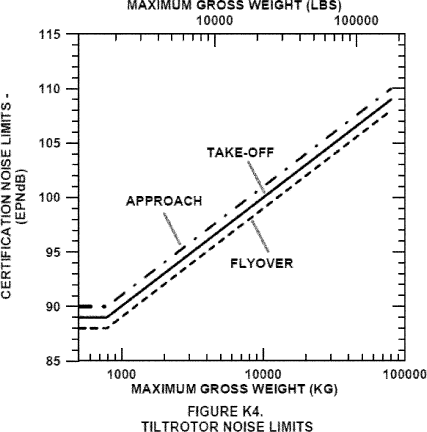 MAXIMUM GROSS WEIGHT (LBS)
10000 100000
115
110
105
100
95
90
85
CERTIFICATION NOISE LIMITS -
(EPNdB)
TAKE-OFF
APPROACH
FLYOVER
1000 10000 100000
MAXIMUM GROSS WEIGHT (KG)
FIGURE K4.
TILTROTOR NOISE LIMITS